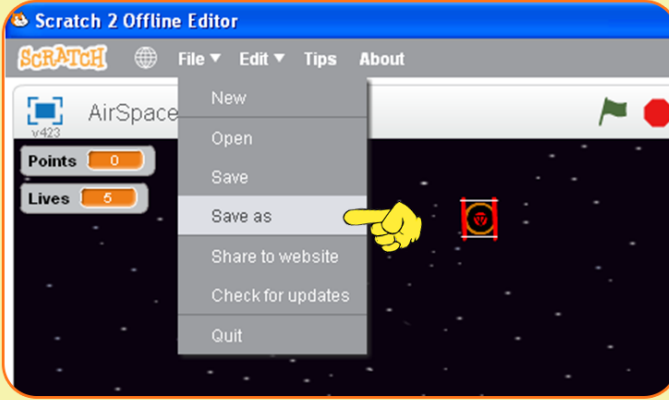 Scratch 2 Offline Editor
SCRATCH File Edit Tips About
New
AirSpace
v423
Open
Points 0
Save
Lives 5
Save as
Share to website
Check for updates
Quit